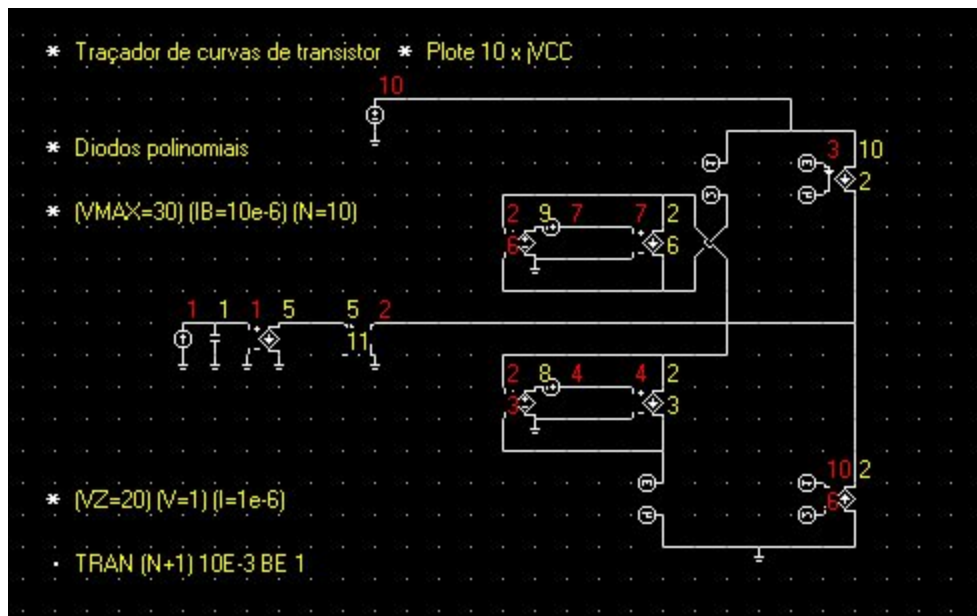 * Traçador de curvas de transistor * Plote 10 x jVCC
10
* Diodos polinomiais
3 10
2
* (VMAX=30) (IB=10e-6) (N=10)
2 9 7 7 2
6 6
1 1 1 5 5 2
11
2 8 4 4 2
3 3
10 2
6
* (VZ=20) (V=1) (I=1e-6)
. TRAN (N+1) 10E-3 BE 1